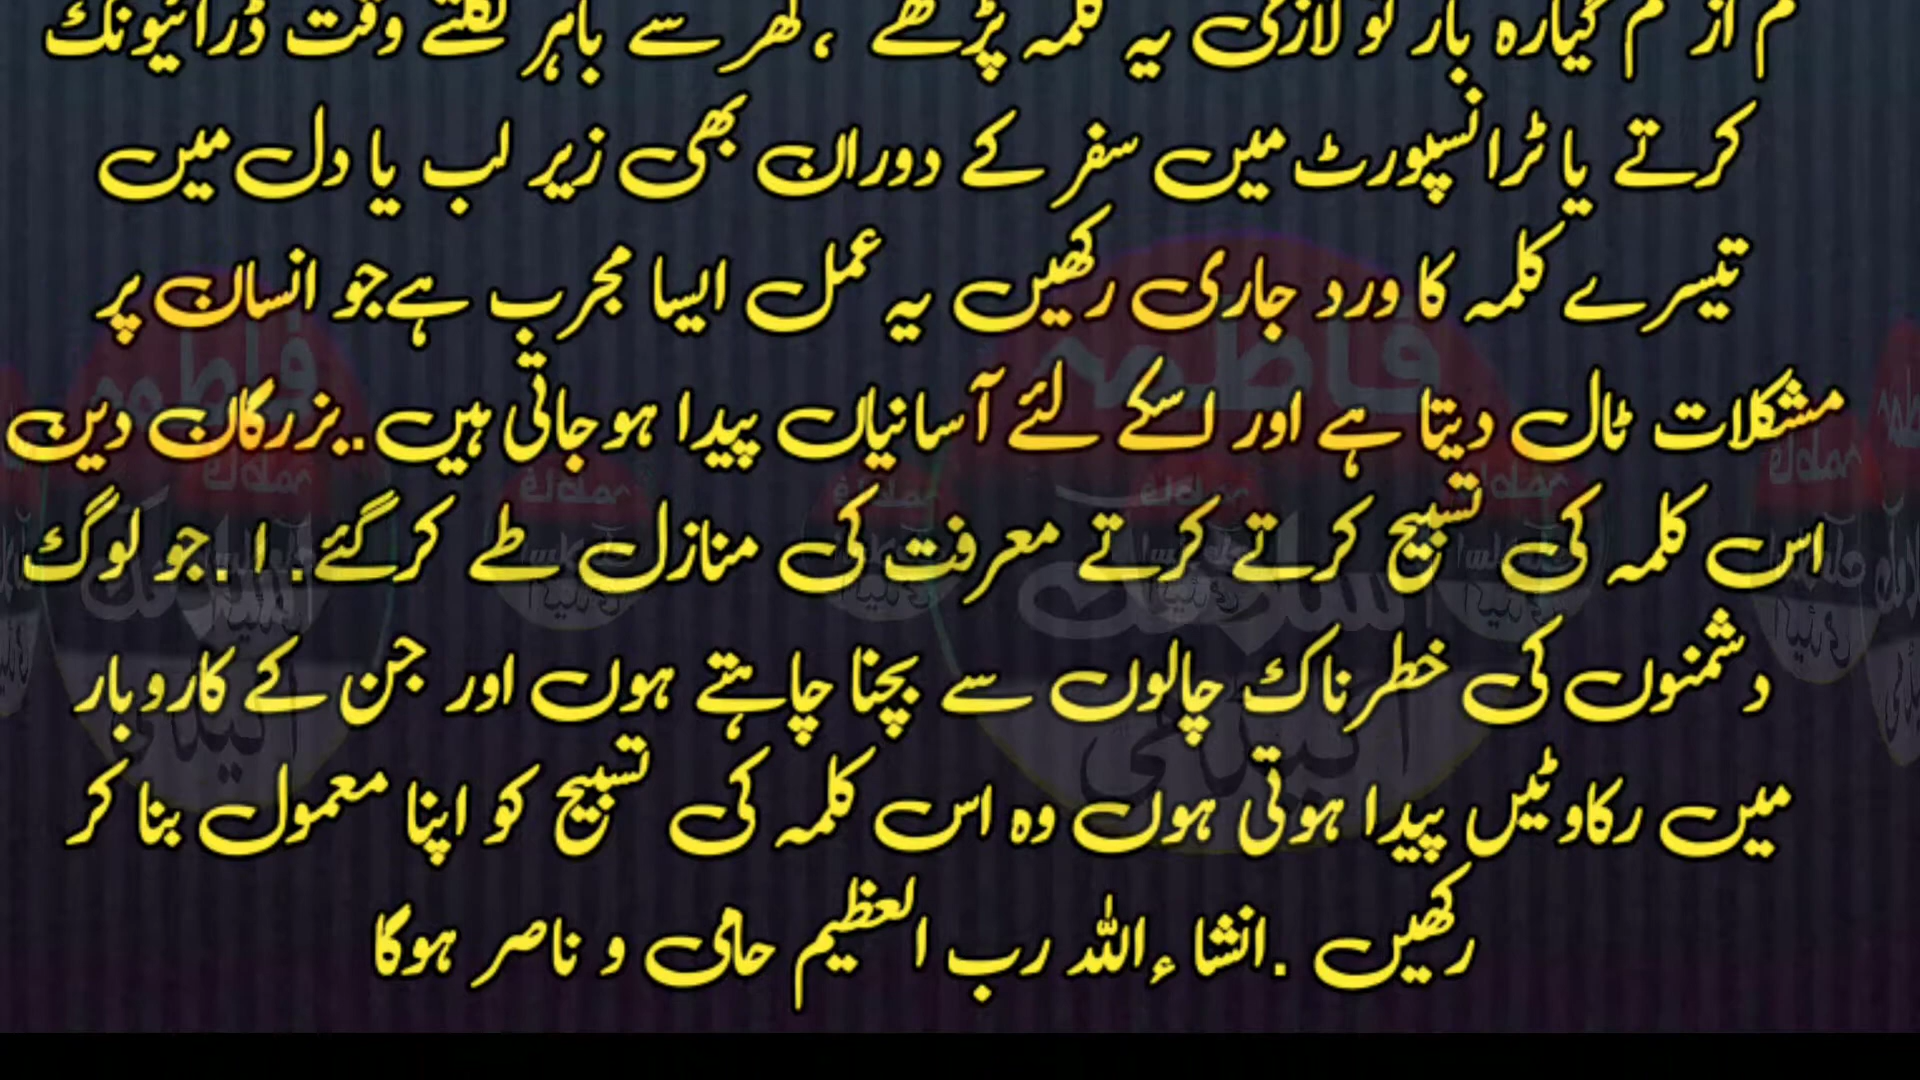 کم از کم گیارہ بار تو لازمی یہ کلمہ پڑھے ، گھر سے باہر نکلتے وقت ڈرائیونگ
کرتے یا ٹرانسپورٹ میں سفر کے دوران بھی زیر لب یا دل میں
تیسرے کلمہ کا ورد جاری رکھیں یہ عمل ایسا مجرب ہے جو انسان پر
مشکلات ٹال دیتا ہے اور اسکے لئے آسانیاں پیدا ہوجاتی ہیں..بزرگان دین
اس کلمہ کی تسبیح کرتے کرتے معرفت کی منازل طے کرگئے. ا .جو لوگ
دشمنوں کی خطرناک چالوں سے بچنا چاہتے ہوں اور جن کے کاروبار
میں رکاوٹیں پیدا ہوتی ہوں وہ اس کلمہ کی تسبیح کو اپنا معمول بنا کر
رکھیں .انشا ءاللہ رب العظیم حامی و ناصر ہوگا
فاطمہ
اکیڈمی